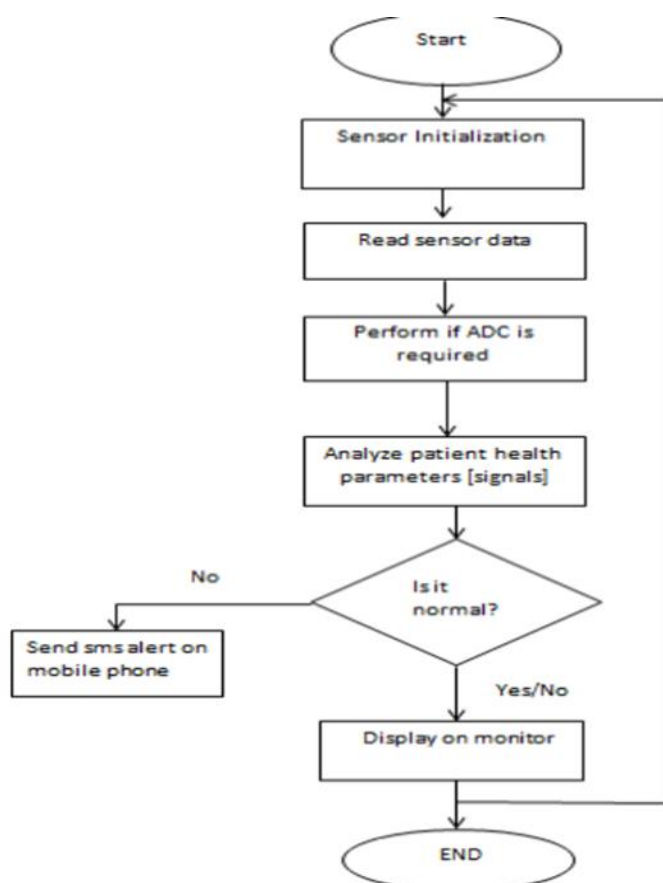 Start
Sensor Initialization
Read sensor data
Perform if ADC is
required
Analyze patient health
parameters [signals]
Is it
normal?
No
Send sms alert on
mobile phone
Yes/No
Display on monitor
END